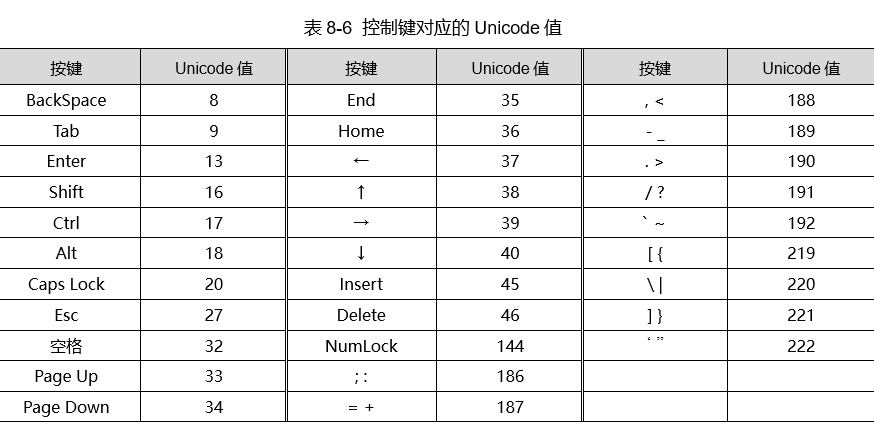 表 8-6 控制键对应的 Unicode 值
按键 Unicode 值 按键 Unicode 值 按键 Unicode 值
BackSpace 8 End 35 , < 188
Tab 9 Home 36 - _ 189
Enter 13 ← 37 . > 190
Shift 16 ↑ 38 / ? 191
Ctrl 17 → 39 ` ~ 192
Alt 18 ↓ 40 [ { 219
Caps Lock 20 Insert 45 \ | 220
Esc 27 Delete 46 ] } 221
空格 32 NumLock 144 ‘ ” 222
Page Up 33 ; : 186
Page Down 34 = + 187